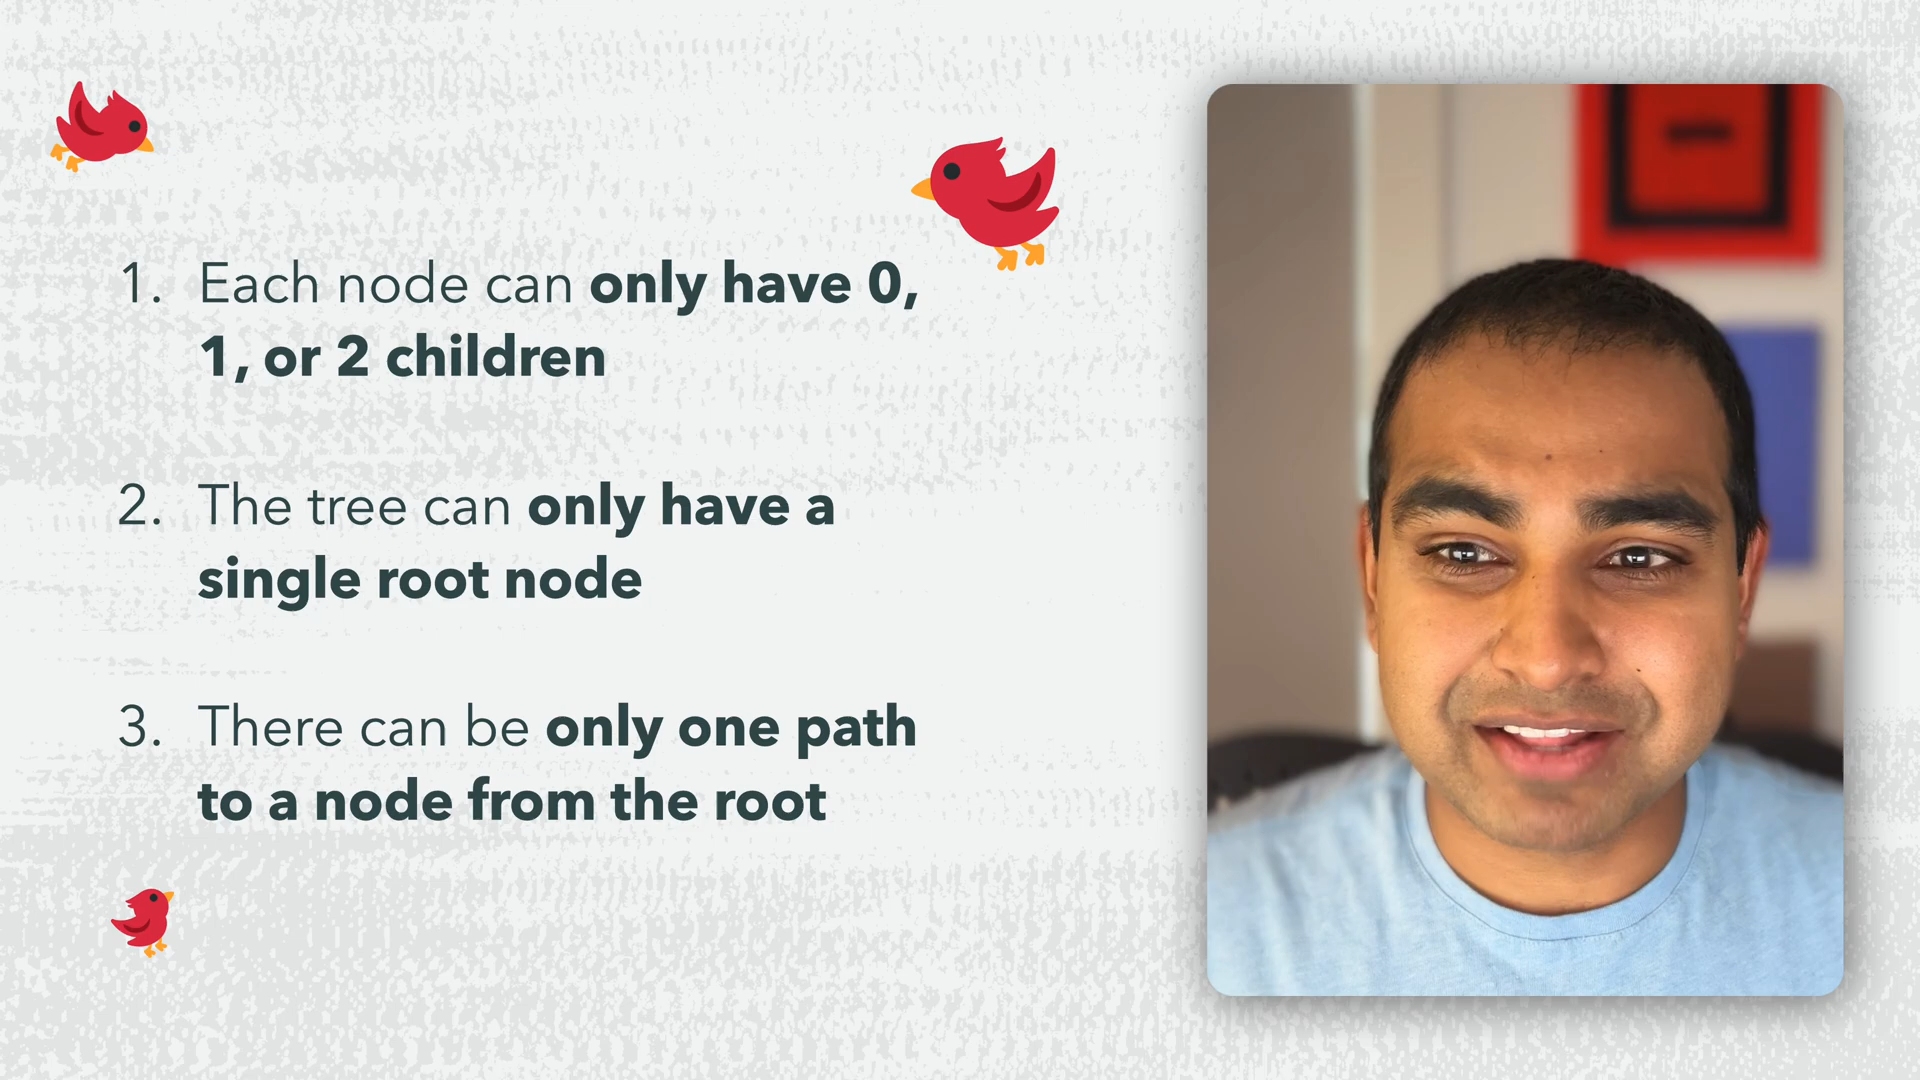 1. Each node can only have 0,
1, or 2 children
2. The tree can only have a
single root node
3. There can be only one path
to a node from the root